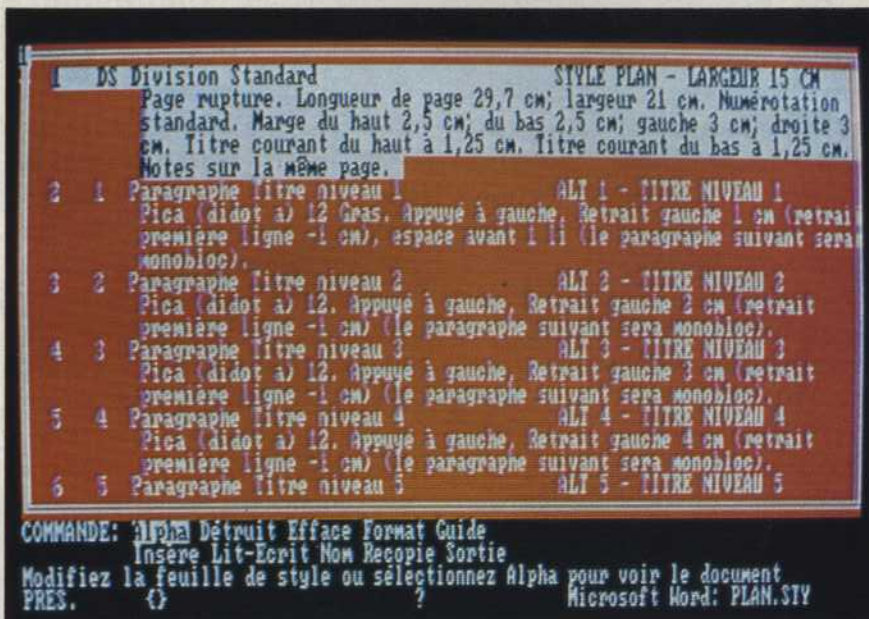 1
1 DS Division Standard STYLE PLAN - LARGEUR 15 CM
Page rupture. Longueur de page 29,7 cm; largeur 21 cm. Numérotation
standard. Marge du haut 2,5 cm; du bas 2,5 cm; gauche 3 cm; droite 3
cm. Titre courant du haut à 1,25 cm. Titre courant du bas à 1,25 cm.
Notes sur la même page.
2 1 Paragraphe Titre niveau 1 ALT 1 - TITRE NIVEAU 1
Pica (didot a) 12 Gras. Appuyé à gauche, Retrait gauche 1 cm (retrai
première ligne -1 cm), espace avant 1 li (le paragraphe suivant sera
monobloc).
3 2 Paragraphe Titre niveau 2 ALT 2 - TITRE NIVEAU 2
Pica (didot a) 12. Appuyé à gauche, Retrait gauche 2 cm (retrait
première ligne -1 cm) (le paragraphe suivant sera monobloc).
4 3 Paragraphe Titre niveau 3 ALT 3 - TITRE NIVEAU 3
Pica (didot a) 12. Appuyé à gauche, Retrait gauche 3 cm (retrait
première ligne -1 cm) (le paragraphe suivant sera monobloc).
5 4 Paragraphe Titre niveau 4 ALT 4 - TITRE NIVEAU 4
Pica (didot a) 12. Appuyé à gauche, Retrait gauche 4 cm (retrait
première ligne -1 cm) (le paragraphe suivant sera monobloc).
6 5 Paragraphe Titre niveau 5 ALT 5 - TITRE NIVEAU 5
COMMANDE: Alpha Détruit Efface Format Guide
Insère Lit-Ecrit Nom Recopie Sortie
Modifiez la feuille de style ou sélectionnez Alpha pour voir le document
PRES. {} ? Microsoft Word: PLAN.STY